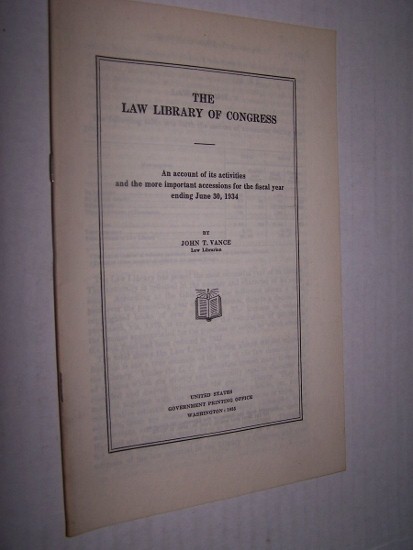 THE
LAW LIBRARY OF CONGRESS
An account of its activities
and the more important accessions for the fiscal year
ending June 30, 1934
BY
JOHN T. VANCE
Law Librarian
UNITED STATES
GOVERNMENT PRINTING OFFICE
WASHINGTON :